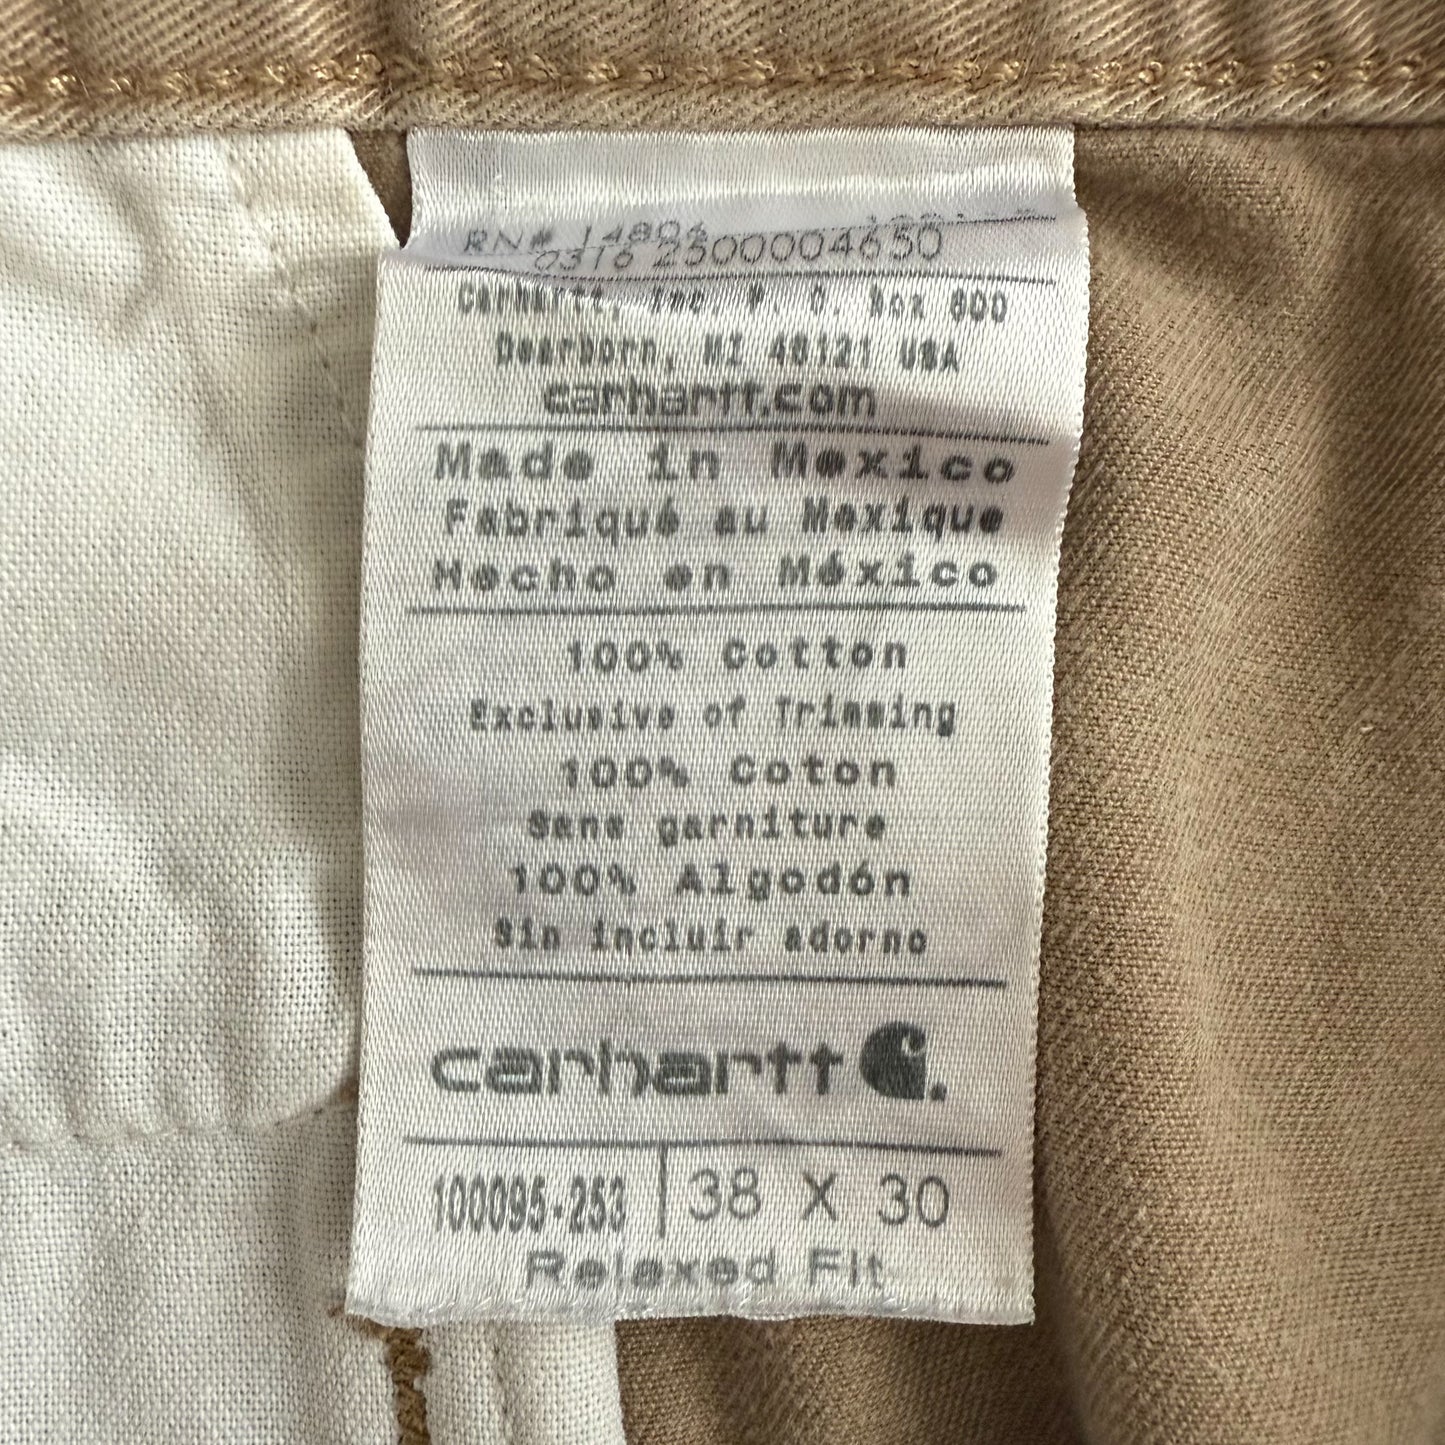 RN# 14806
0316 2500004650
Carhartt, Inc. P. O. Box 600
Dearborn, MI 48121 USA
carhartt.com
Made in Mexico
Fabriqué au Mexique
Hecho en México
100% Cotton
Exclusive of Trimming
100% Coton
Sans garniture
100% Algodón
Sin incluir adorno
carhartt
100095-253 | 38 X 30
Relaxed Fit